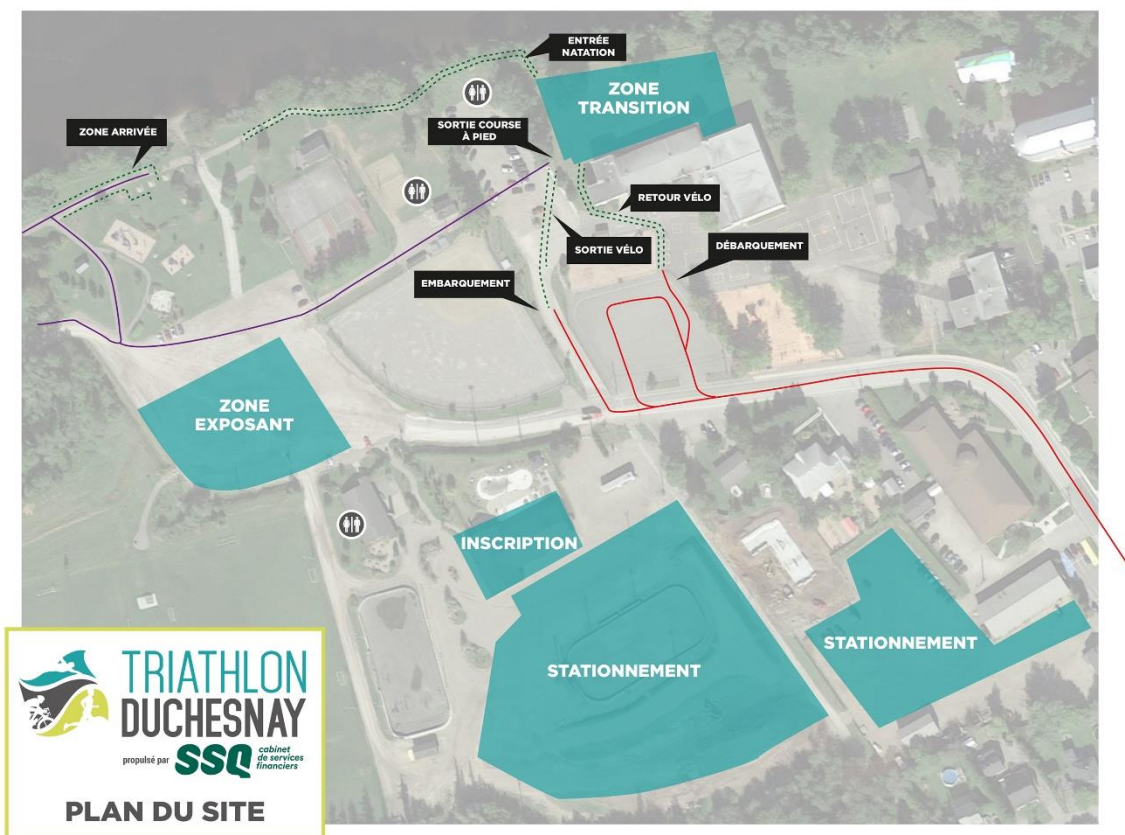 ENTRÉE
NATATION
ZONE
TRANSITION
ZONE ARRIVÉE
SORTIE COURSE
À PIED
RETOUR VÉLO
SORTIE VÉLO
DÉBARQUEMENT
EMBARQUEMENT
ZONE
EXPOSANT
INSCRIPTION
STATIONNEMENT
STATIONNEMENT
TRIATHLON
DUCHESNAY
propulsé par SSQ cabinet
de services
financiers
PLAN DU SITE